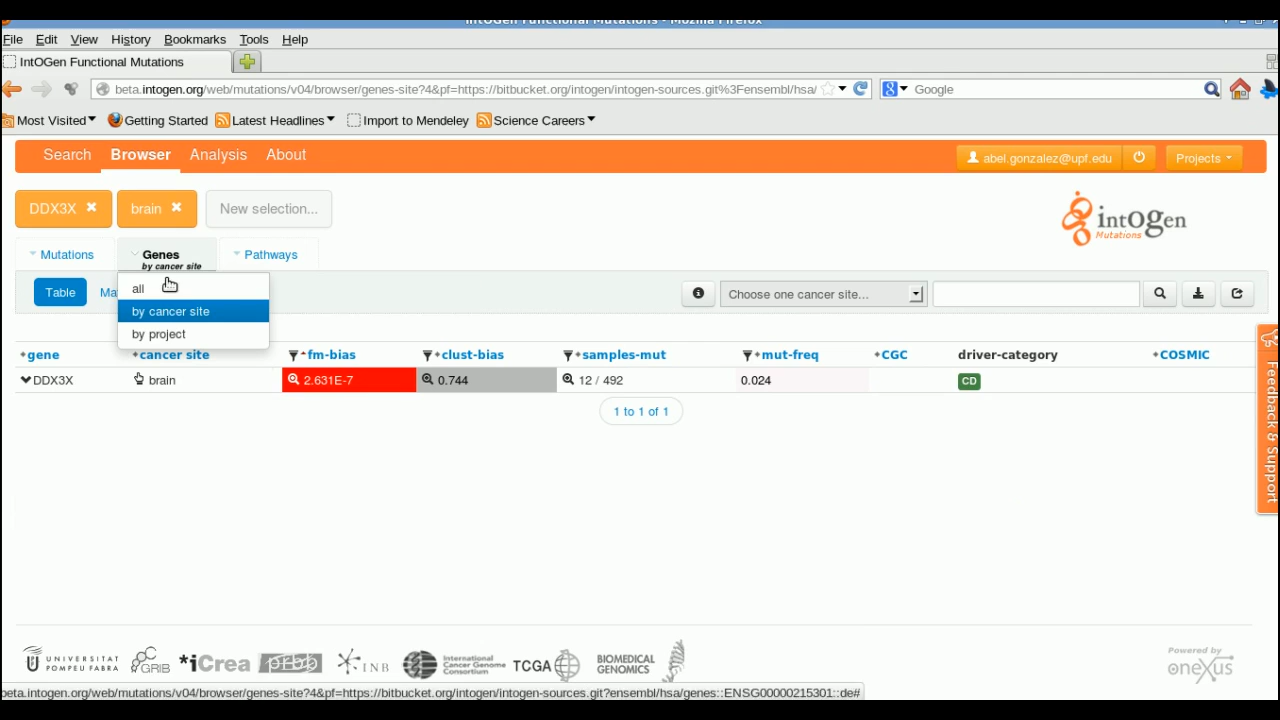 IntOGen Functional Mutations - Mozilla Firefox
File Edit View History Bookmarks Tools Help
IntOGen Functional Mutations
beta.intogen.org/web/mutations/v04/browser/genes-site?4&pf=https://bitbucket.org/intogen/intogen-sources.git%3Fensembl/hsa/
Google
Most Visited Getting Started Latest Headlines Import to Mendeley Science Careers
Search Browser Analysis About
abel.gonzalez@upf.edu
Projects
DDX3X brain New selection...
intOGen
Mutations
Mutations Genes Pathways
by cancer site
Table Ma
Choose one cancer site...
all
by cancer site
by project
gene cancer site fm-bias clust-bias samples-mut mut-freq CGC driver-category COSMIC
DDX3X brain 2.631E-7 0.744 12 / 492 0.024 CD
1 to 1 of 1
Feedback & Support
UNIVERSITAT
POMPEU FABRA
GRIB
*iCrea
prbb
INB
International
Cancer Genome
Consortium
TCGA
BIOMEDICAL
GENOMICS
Powered by
onexus
beta.intogen.org/web/mutations/v04/browser/genes-site?4&pf=https://bitbucket.org/intogen/intogen-sources.git?ensembl/hsa/genes::ENSG00000215301::de#